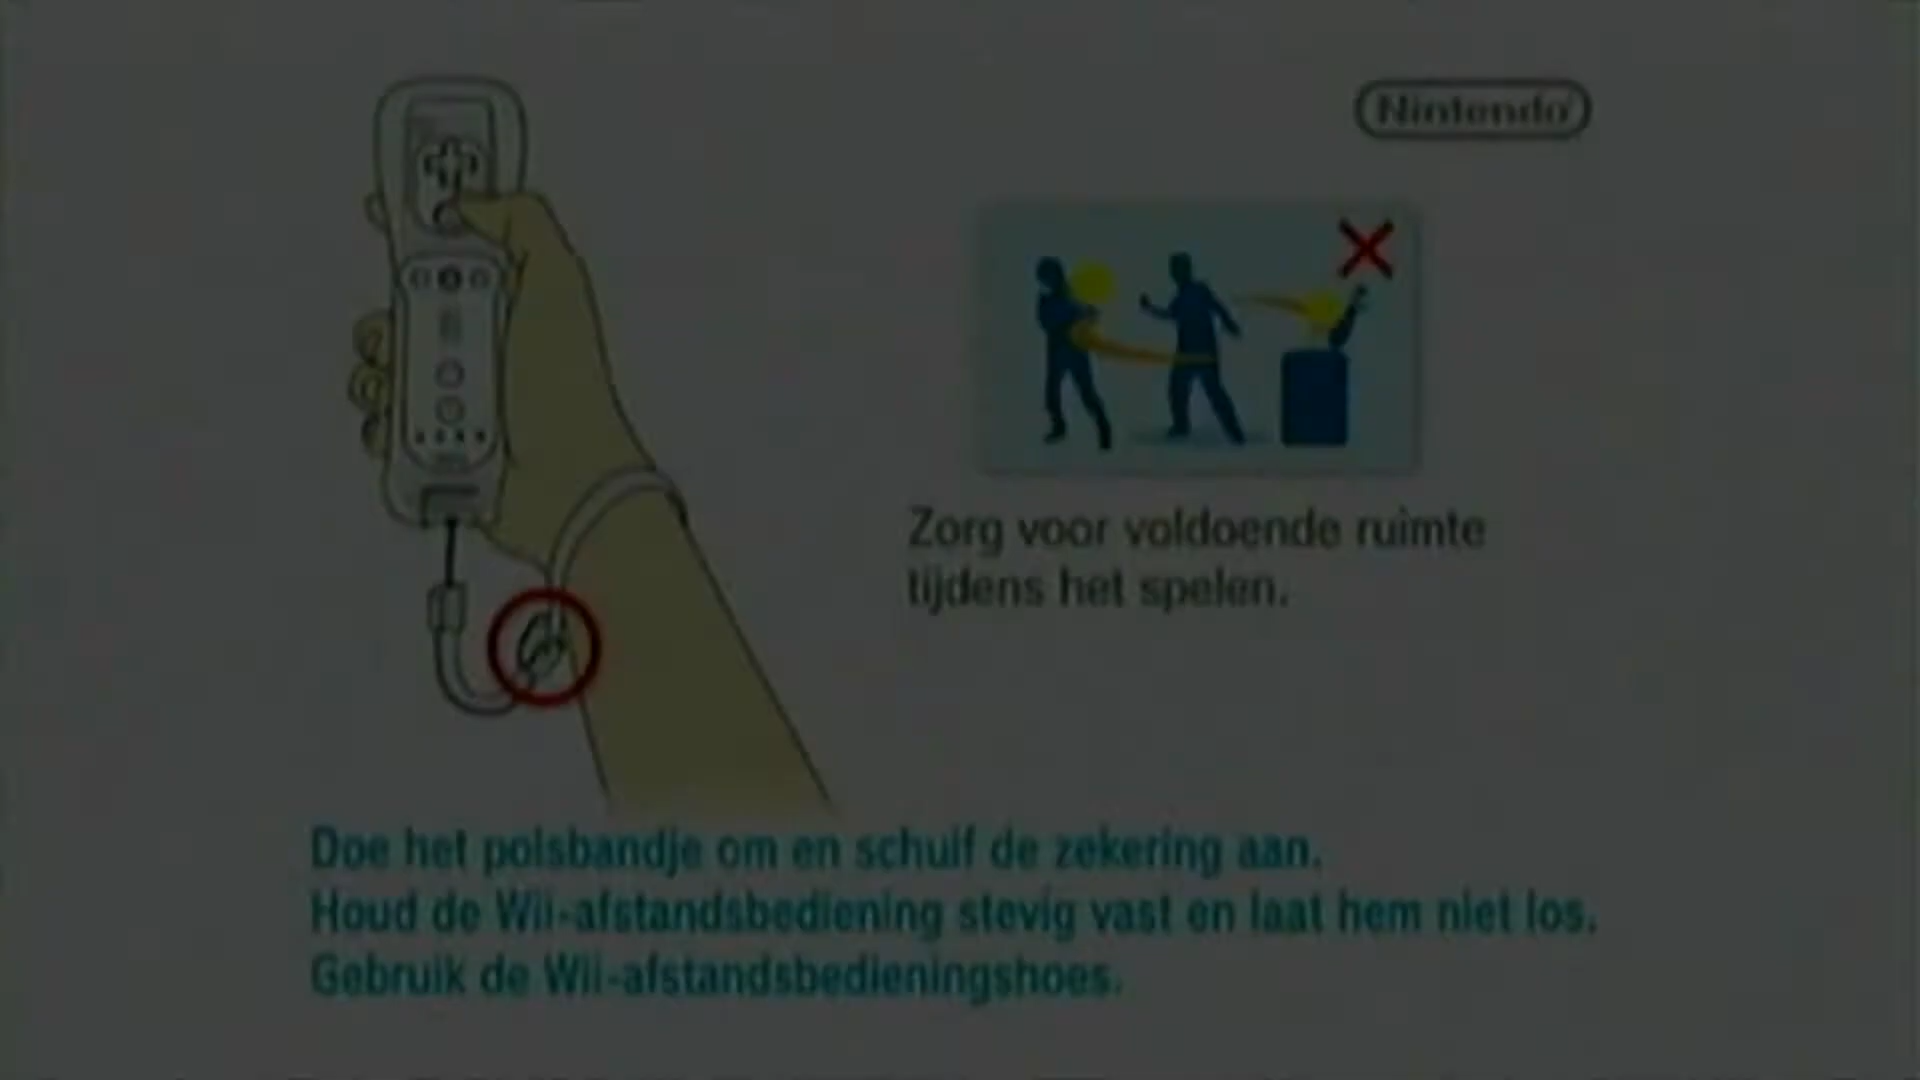 Nintendo
Zorg voor voldoende ruimte
tijdens het spelen.
Doe het polsbandje om en schuif de zekering aan.
Houd de Wii-afstandsbediening stevig vast en laat hem niet los.
Gebruik de Wii-afstandsbedieningshoes.